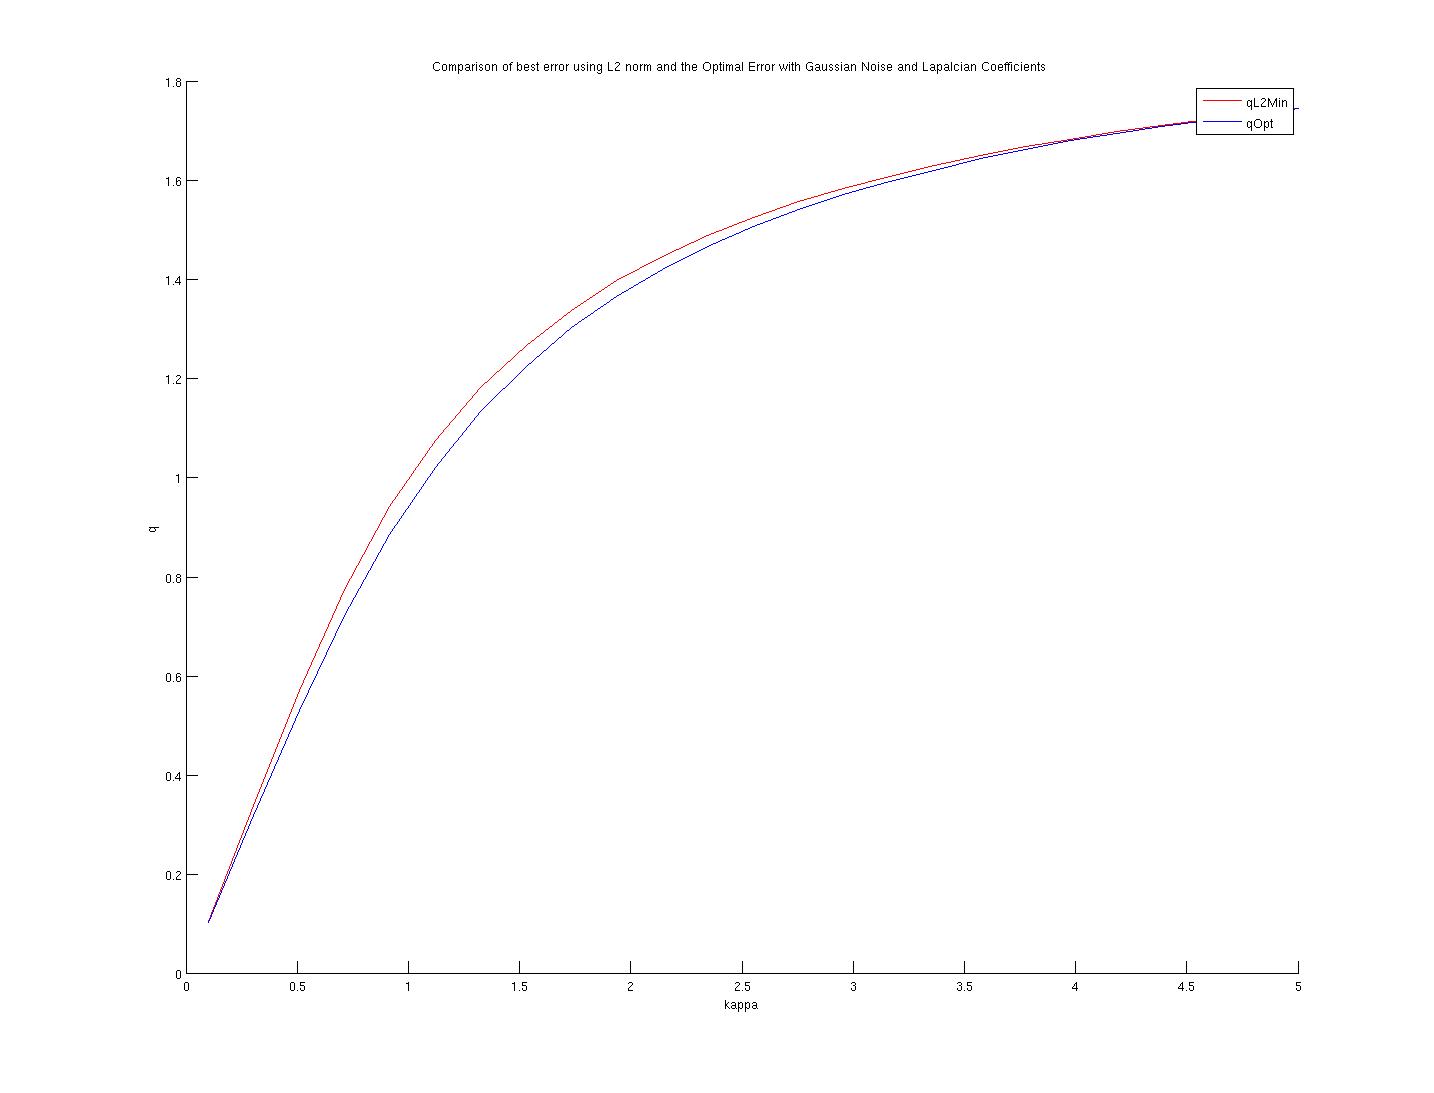 Comparison of best error using L2 norm and the Optimal Error with Gaussian Noise and Lapalcian Coefficients
1.8
qL2Min
qOpt
1.6
1.4
1.2
1
q
0.8
0.6
0.4
0.2
0
0 0.5 1 1.5 2 2.5 3 3.5 4 4.5 5
kappa